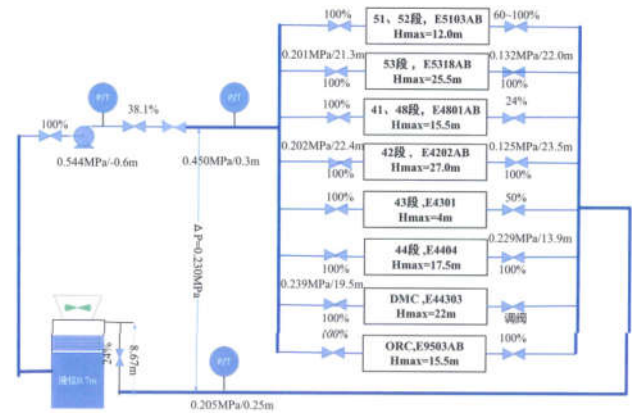 100%
51、52段，E5103AB
Hmax=12.0m
60~100%
0.201MPa/21.3m
100%
53段 ，E5318AB
Hmax=25.5m
0.132MPa/22.0m
100%
P/T
P/T
100%
38.1%
100%
41、48段，E4801AB
Hmax=15.5m
24%
0.544MPa/-0.6m
0.450MPa/0.3m
0.202MPa/22.4m
100%
42段 ，E4202AB
Hmax=27.0m
0.125MPa/23.5m
100%
100%
43段 ,E4301
Hmax=4m
50%
ΔP=0.230MPa
100%
44段 ,E4404
Hmax=17.5m
0.229MPa/13.9m
100%
0.239MPa/19.5m
100%
DMC ,E44303
Hmax=22m
调阀
100%
ORC,E9503AB
Hmax=15.5m
100%
24%
8.67m
液位0.7m
P/T
0.205MPa/0.25m